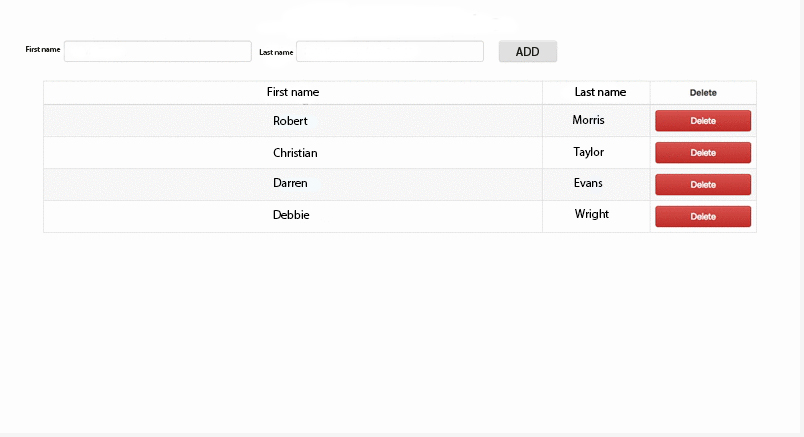 First name Last name ADD
First name Last name Delete
Robert Morris Delete
Christian Taylor Delete
Darren Evans Delete
Debbie Wright Delete